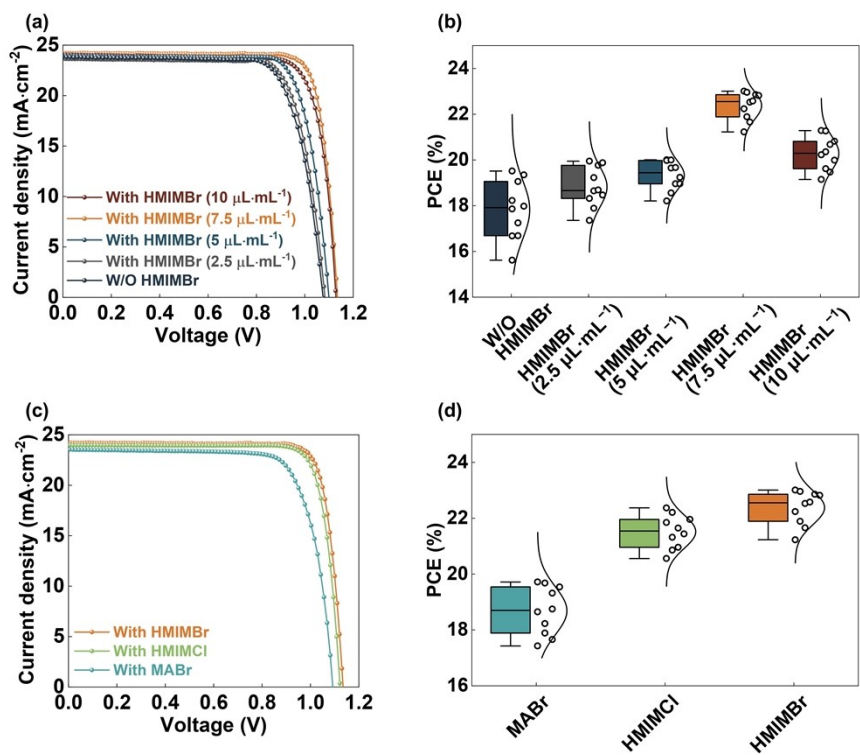 (a)
25
20
15
10
5
0
Current density (mA·cm⁻²)
With HMIMBr (10 μL·mL⁻¹)
With HMIMBr (7.5 μL·mL⁻¹)
With HMIMBr (5 μL·mL⁻¹)
With HMIMBr (2.5 μL·mL⁻¹)
W/O HMIMBr
0.0 0.2 0.4 0.6 0.8 1.0 1.2
Voltage (V)
(b)
24
22
20
18
16
14
PCE (%)
W/O
HMIMBr
HMIMBr
(2.5 μL·mL⁻¹)
HMIMBr
(5 μL·mL⁻¹)
HMIMBr
(7.5 μL·mL⁻¹)
HMIMBr
(10 μL·mL⁻¹)
(c)
25
20
15
10
5
0
Current density (mA·cm⁻²)
With HMIMBr
With HMIMCl
With MABr
0.0 0.2 0.4 0.6 0.8 1.0 1.2
Voltage (V)
(d)
24
22
20
18
16
PCE (%)
MABr
HMIMCl
HMIMBr